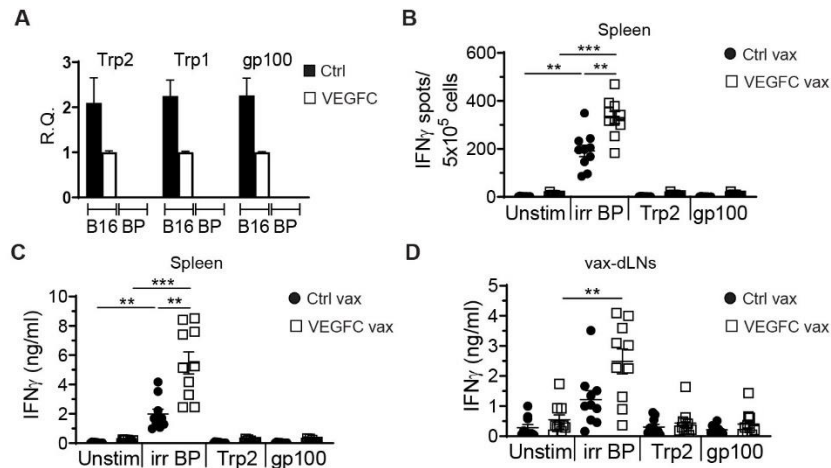 A
Trp2 Trp1 gp100
Ctrl
VEGFC
R.Q.
3
2
1
0
B16 BP B16 BP B16 BP
B
Spleen
Ctrl vax
VEGFC vax
IFNγ spots/
5x10⁵ cells
600
400
200
0
***
** **
Unstim irr BP Trp2 gp100
C
Spleen
Ctrl vax
VEGFC vax
IFNγ (ng/ml)
10
8
6
4
2
0
***
** **
Unstim irr BP Trp2 gp100
D
vax-dLNs
Ctrl vax
VEGFC vax
IFNγ (ng/ml)
5
4
3
2
1
0
**
Unstim irr BP Trp2 gp100